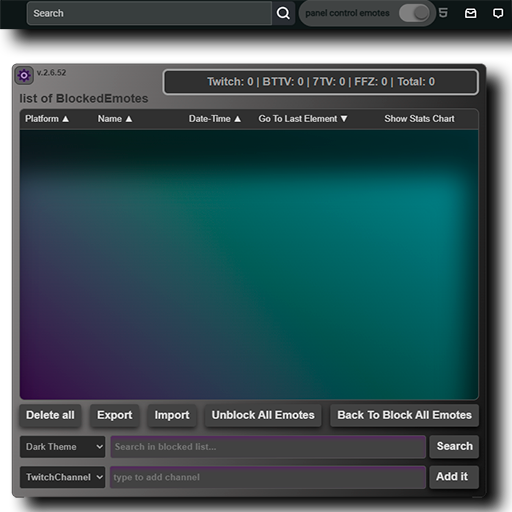 Search
panel control emotes
v.2.6.52
Twitch: 0 | BTTV: 0 | 7TV: 0 | FFZ: 0 | Total: 0
list of BlockedEmotes
Platform ▲ Name ▲ Date-Time ▲ Go To Last Element ▼ Show Stats Chart
Delete all Export Import Unblock All Emotes Back To Block All Emotes
Dark Theme Search in blocked list... Search
TwitchChannel type to add channel Add it